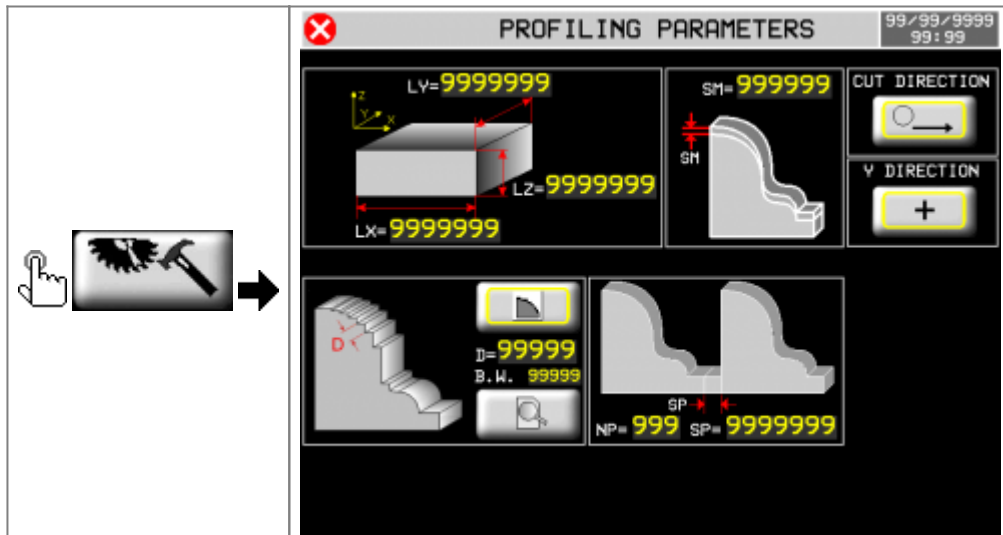 PROFILING PARAMETERS
99/99/9999
99:99
LY=9999999
Z
Y
X
LZ=9999999
LX=9999999
SM=999999
SM
CUT DIRECTION
Y DIRECTION
+
D
D=99999
B.W. 99999
SP
NP= 999 SP= 9999999